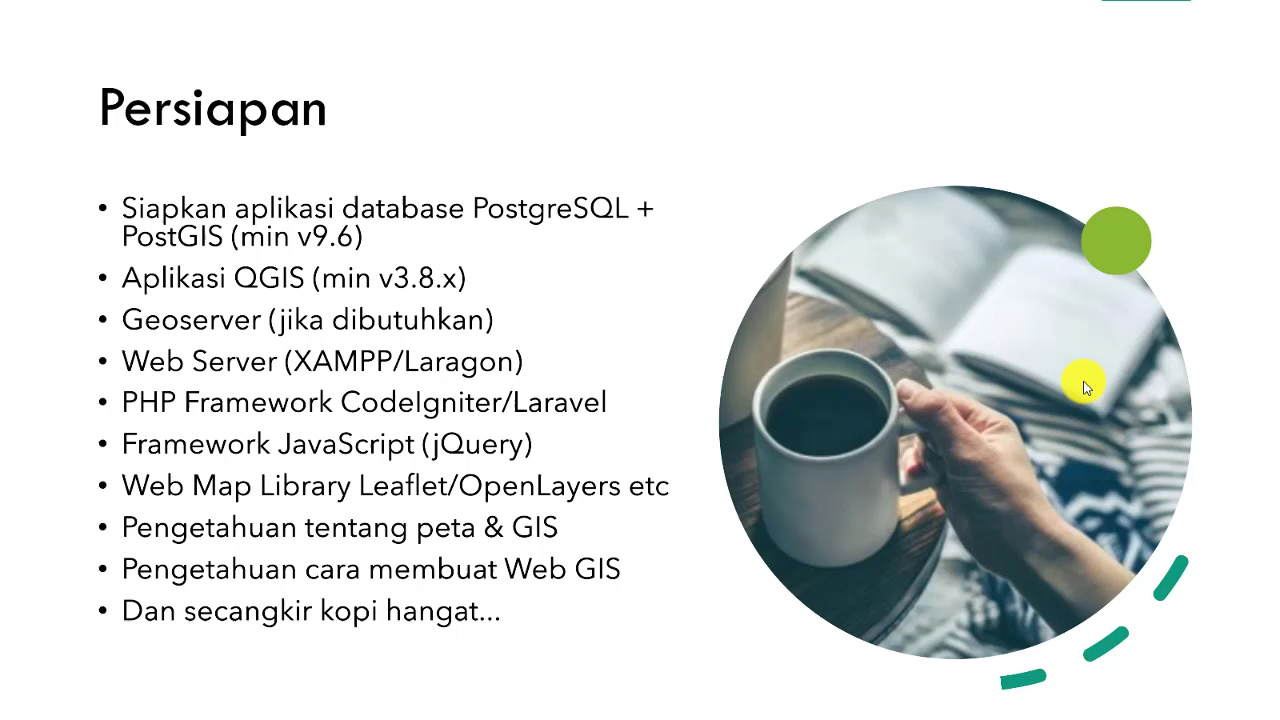 Persiapan
• Siapkan aplikasi database PostgreSQL +
PostGIS (min v9.6)
• Aplikasi QGIS (min v3.8.x)
• Geoserver (jika dibutuhkan)
• Web Server (XAMPP/Laragon)
• PHP Framework CodeIgniter/Laravel
• Framework JavaScript (jQuery)
• Web Map Library Leaflet/OpenLayers etc
• Pengetahuan tentang peta & GIS
• Pengetahuan cara membuat Web GIS
• Dan secangkir kopi hangat...